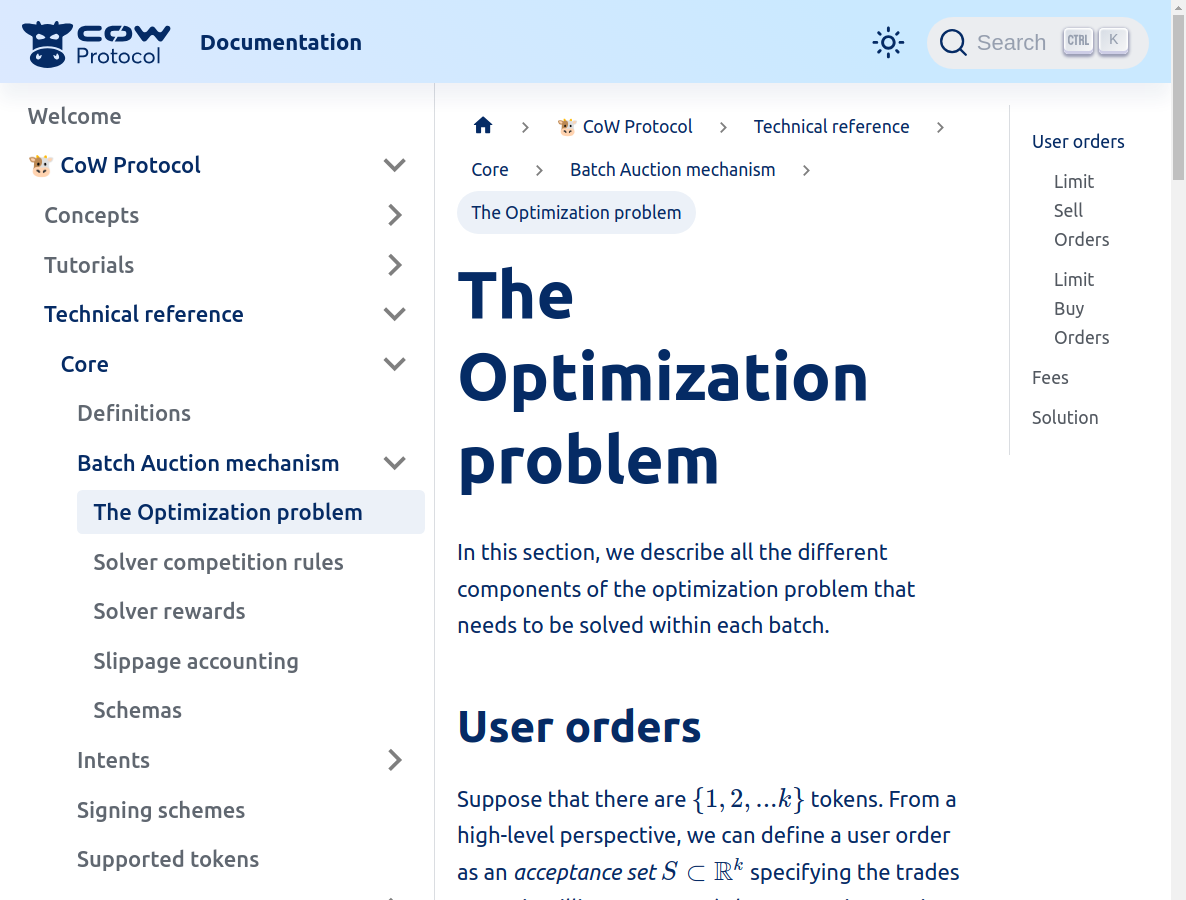 COW Protocol
Documentation
Search CTRL K
Welcome
🐮 CoW Protocol
Concepts
Tutorials
Technical reference
Core
Definitions
Batch Auction mechanism
The Optimization problem
Solver competition rules
Solver rewards
Slippage accounting
Schemas
Intents
Signing schemes
Supported tokens
🐮 CoW Protocol > Technical reference >
Core > Batch Auction mechanism >
The Optimization problem
The
Optimization
problem
In this section, we describe all the different
components of the optimization problem that
needs to be solved within each batch.
User orders
Suppose that there are {1, 2, ...k} tokens. From a
high-level perspective, we can define a user order
as an acceptance set S ⊂ ℝ^k specifying the trades
User orders
Limit
Sell
Orders
Limit
Buy
Orders
Fees
Solution